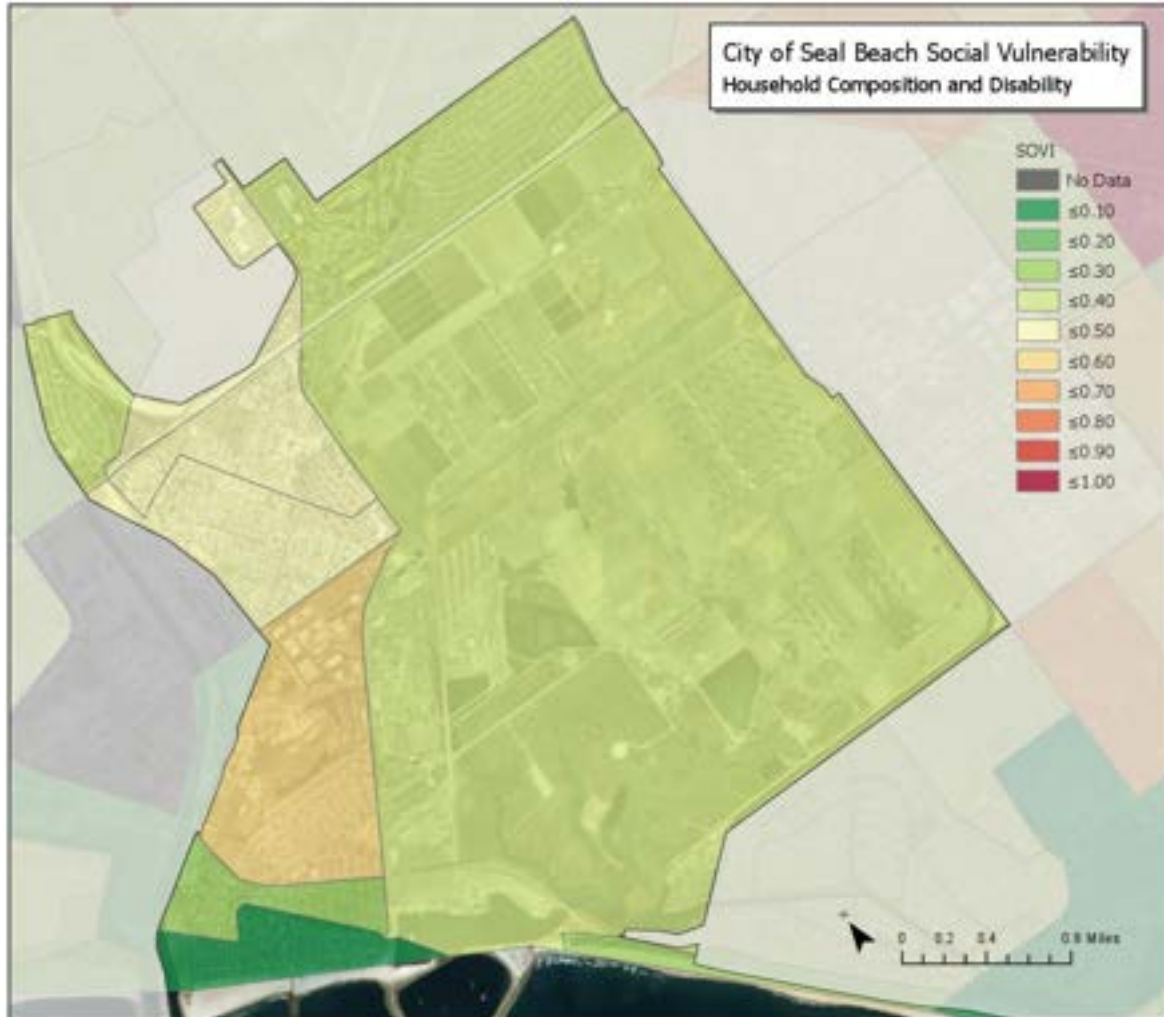 City of Seal Beach Social Vulnerability
Household Composition and Disability
SOVI
No Data
≤0.10
≤0.20
≤0.30
≤0.40
≤0.50
≤0.60
≤0.70
≤0.80
≤0.90
≤1.00
0 0.2 0.4 0.8 Miles